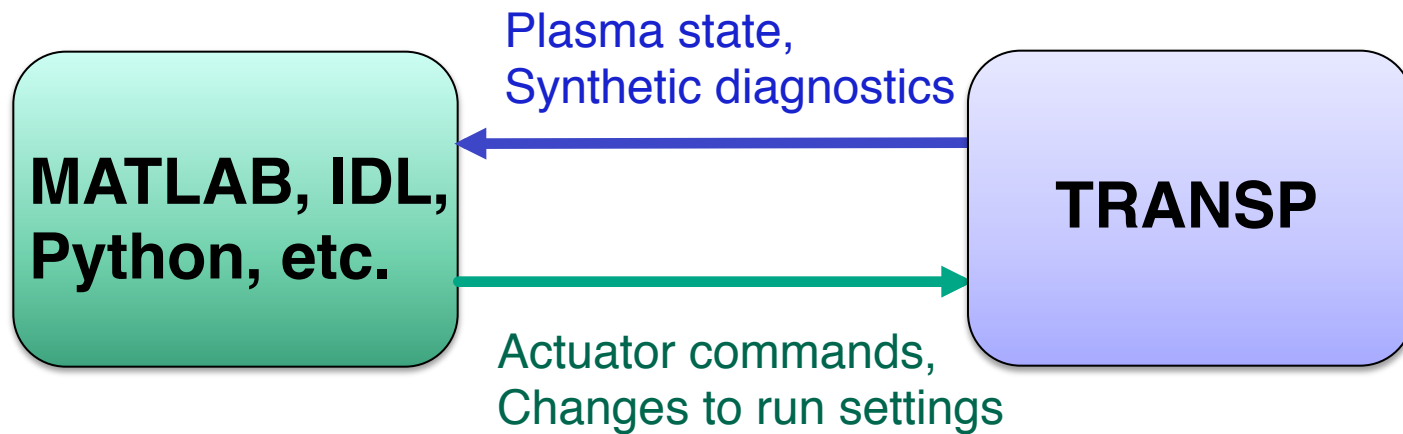 Plasma state,
Synthetic diagnostics
MATLAB, IDL,
Python, etc.
TRANSP
Actuator commands,
Changes to run settings